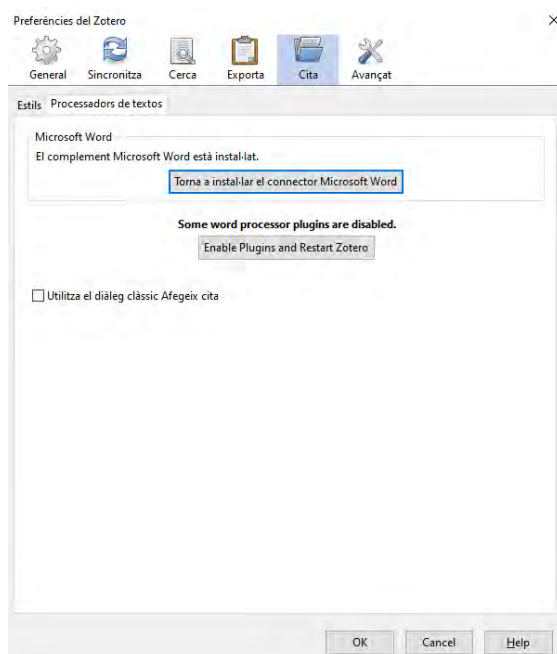 Preferències del Zotero
General Sincronitza Cerca Exporta Cita Avançat
Estils Processadors de textos
Microsoft Word
El complement Microsoft Word està instal·lat.
Torna a instal·lar el connector Microsoft Word
Some word processor plugins are disabled.
Enable Plugins and Restart Zotero
Utilitza el diàleg clàssic Afegeix cita
OK Cancel Help